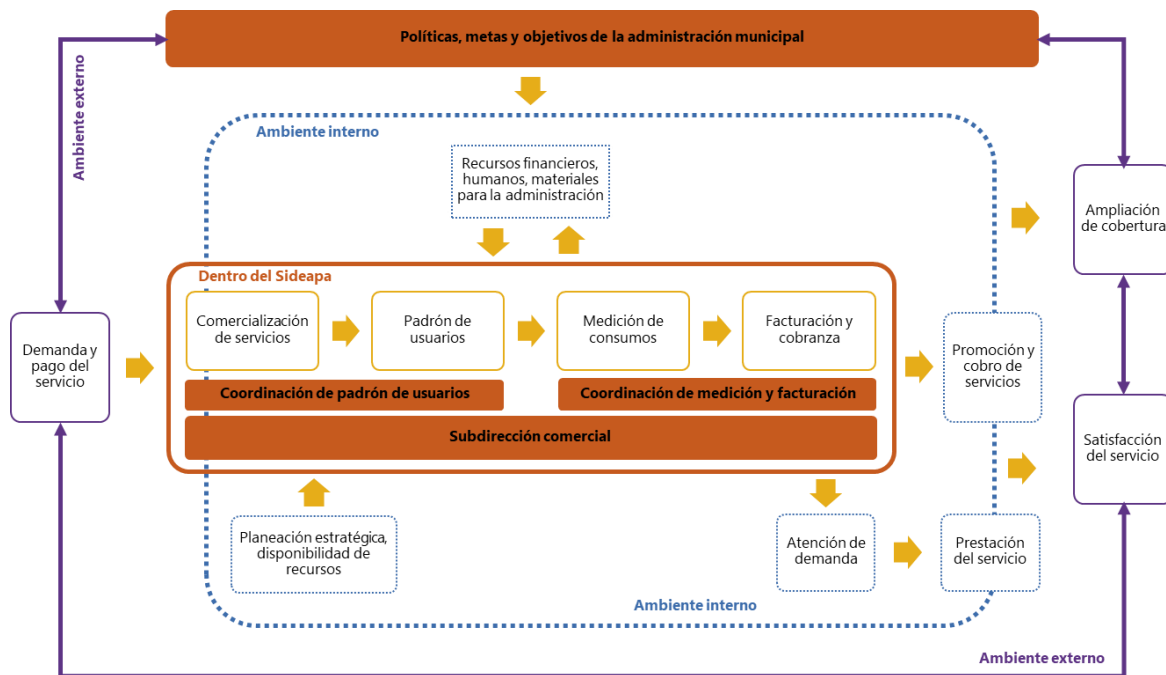 Políticas, metas y objetivos de la administración municipal
Ambiente externo
Ambiente interno
Recursos financieros,
humanos, materiales
para la administración
Ampliación
de cobertura
Dentro del Sideapa
Comercialización
de servicios
Padrón de
usuarios
Medición de
consumos
Facturación y
cobranza
Demanda y
pago del
servicio
Promoción y
cobro de
servicios
Coordinación de padrón de usuarios
Coordinación de medición y facturación
Subdirección comercial
Satisfacción
del servicio
Planeación estratégica,
disponibilidad de
recursos
Atención de
demanda
Prestación
del servicio
Ambiente interno
Ambiente externo